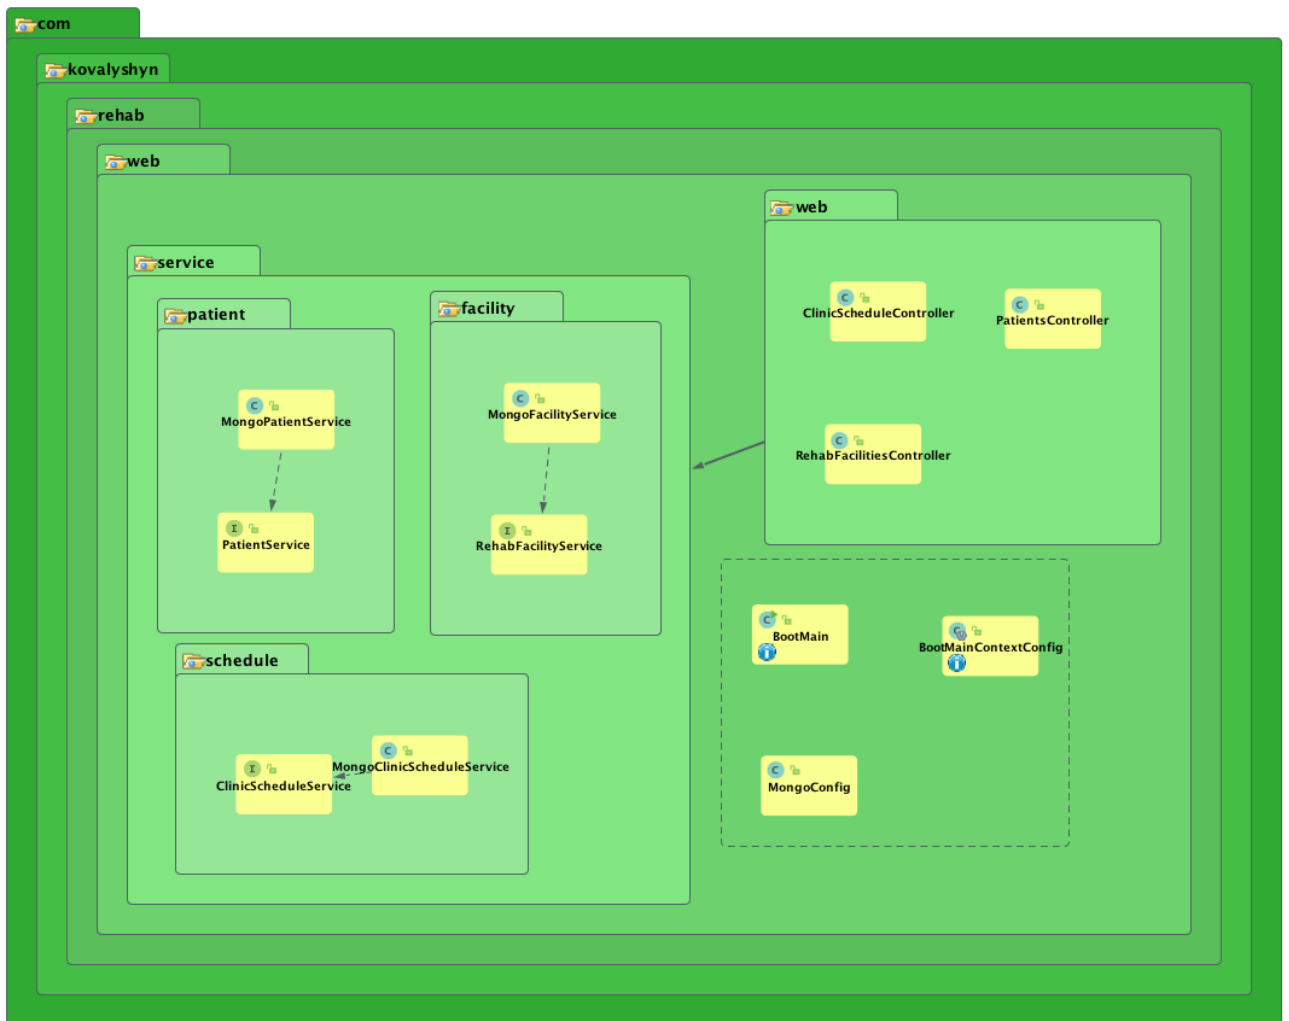 com
kovalyshyn
rehab
web
web
service
patient
facility
C
ClinicScheduleController
C
PatientsController
C
MongoPatientService
C
MongoFacilityService
C
RehabFacilitiesController
I
PatientService
I
RehabFacilityService
C
BootMain
i
C
BootMainContextConfig
i
schedule
I
ClinicScheduleService
C
MongoClinicScheduleService
C
MongoConfig